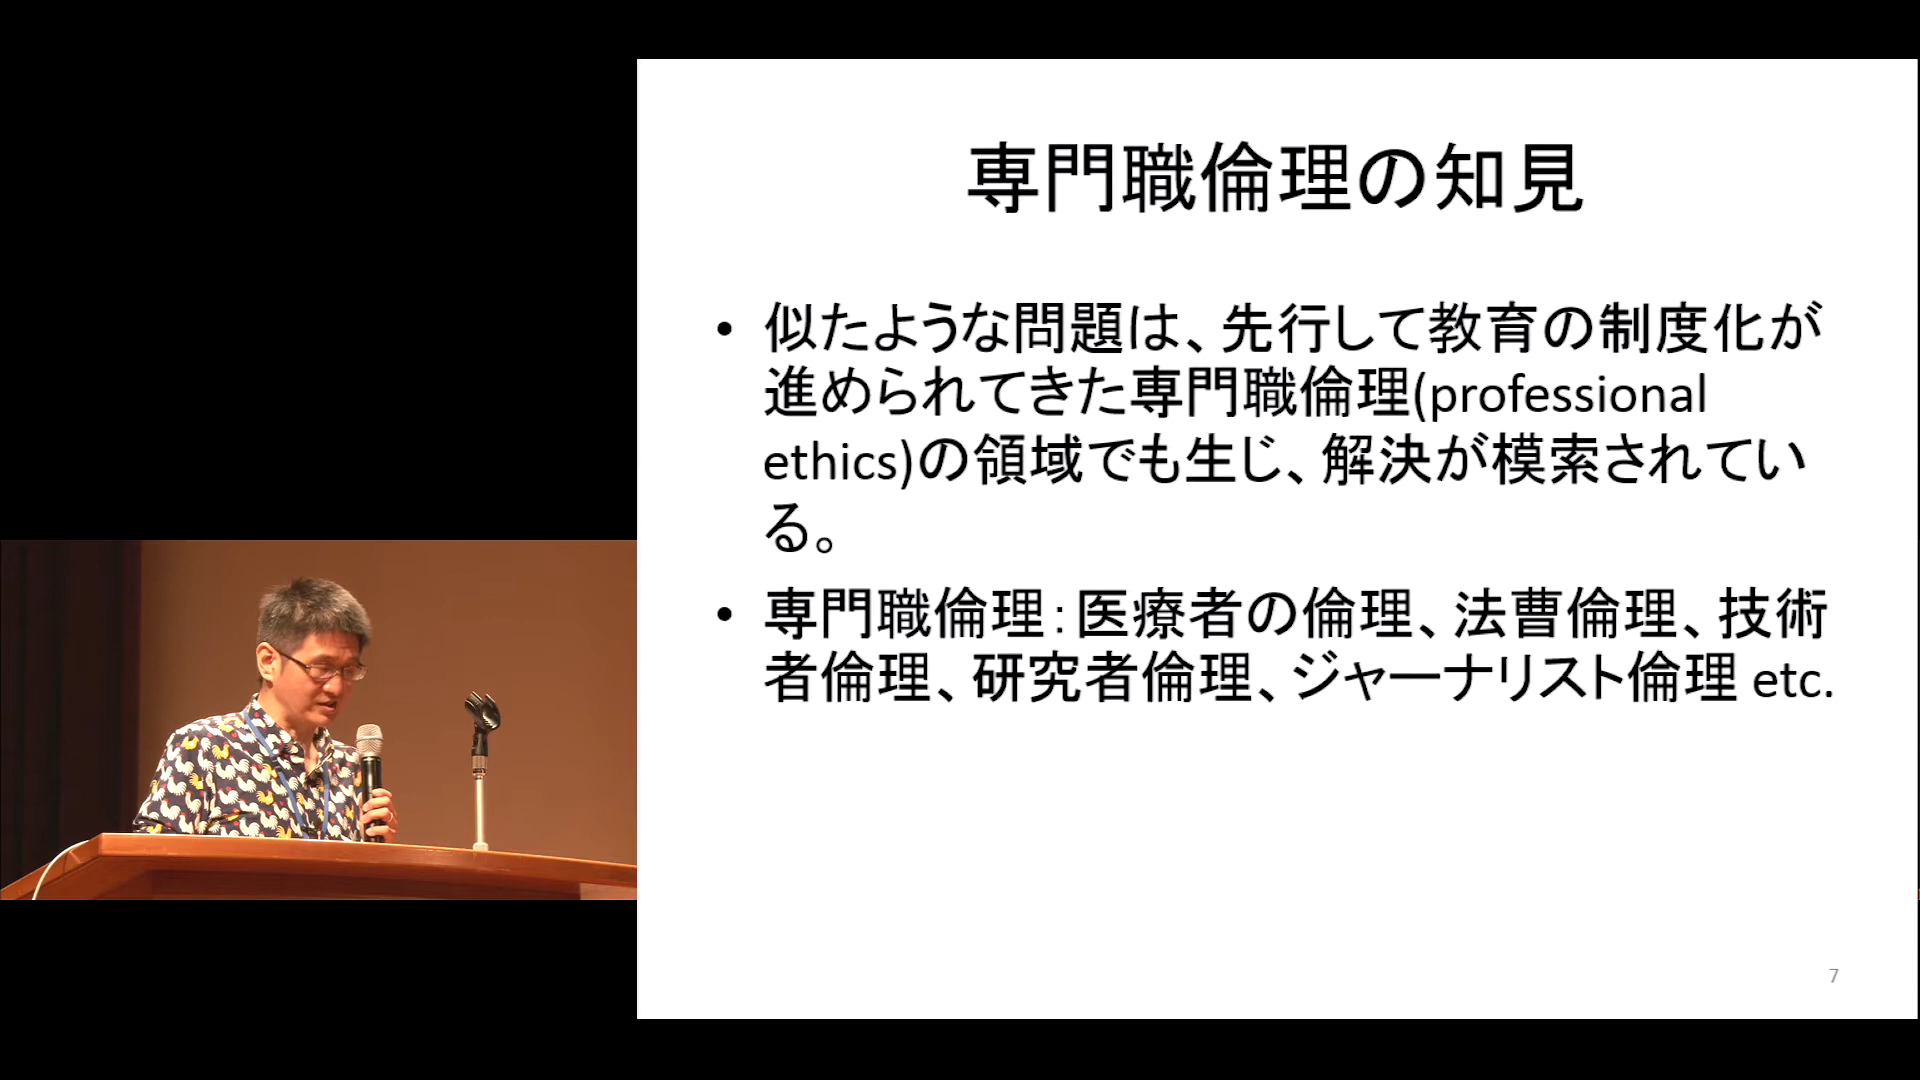 専門職倫理の知見
• 似たような問題は、先行して教育の制度化が
進められてきた専門職倫理(professional
ethics)の領域でも生じ、解決が模索されてい
る。
• 専門職倫理：医療者の倫理、法曹倫理、技術
者倫理、研究者倫理、ジャーナリスト倫理 etc.
7